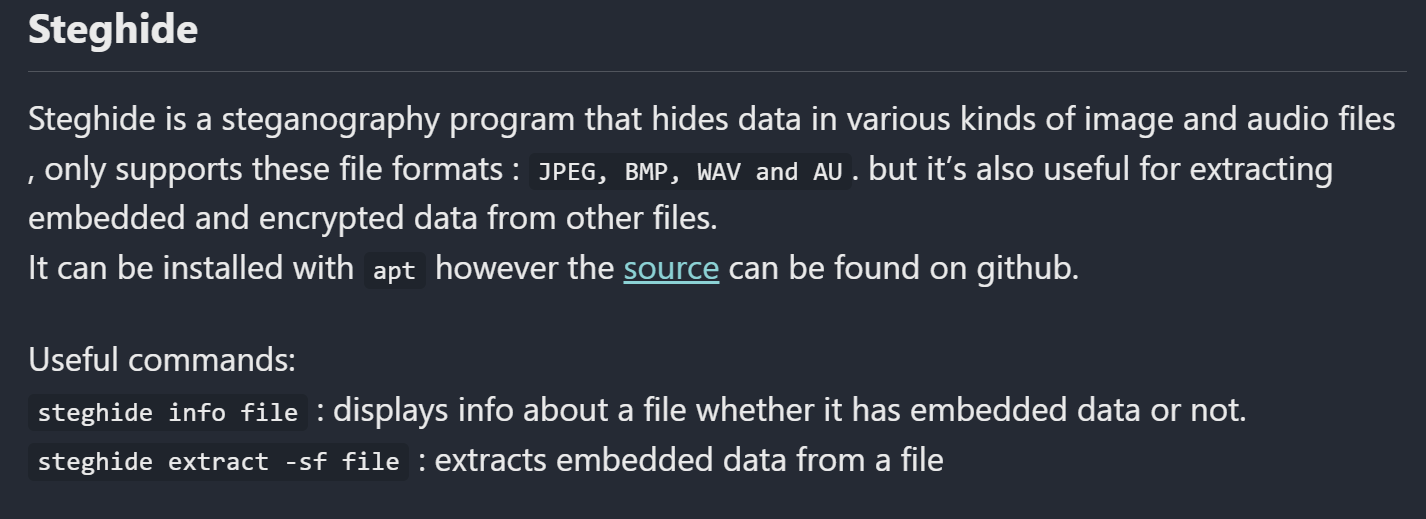 Steghide
Steghide is a steganography program that hides data in various kinds of image and audio files
, only supports these file formats : JPEG, BMP, WAV and AU. but it’s also useful for extracting
embedded and encrypted data from other files.
It can be installed with apt however the source can be found on github.
Useful commands:
steghide info file : displays info about a file whether it has embedded data or not.
steghide extract -sf file : extracts embedded data from a file